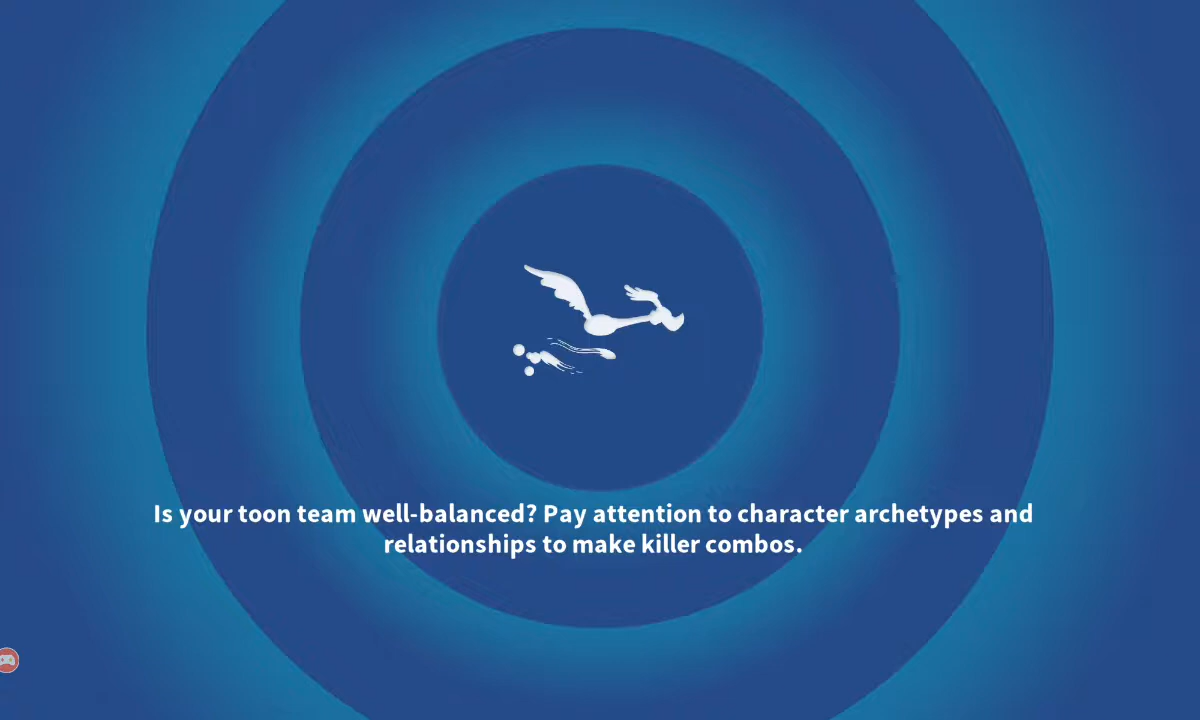 Is your toon team well-balanced? Pay attention to character archetypes and
relationships to make killer combos.